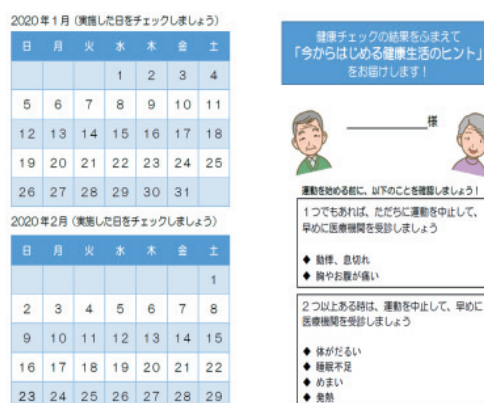 2020年1月（実施した日をチェックしましょう）
日 月 火 水 木 金 土
1 2 3 4
5 6 7 8 9 10 11
12 13 14 15 16 17 18
19 20 21 22 23 24 25
26 27 28 29 30 31
2020年2月（実施した日をチェックしましょう）
日 月 火 水 木 金 土
1
2 3 4 5 6 7 8
9 10 11 12 13 14 15
16 17 18 19 20 21 22
23 24 25 26 27 28 29
健康チェックの結果をふまえて
「今からはじめる健康生活のヒント」
をお届けします！
様
運動を始める前に、以下のことを確認しましょう！
１つでもあれば、ただちに運動を中止して、
早めに医療機関を受診しましょう
◆ 動悸、息切れ
◆ 胸やお腹が痛い
２つ以上ある時は、運動を中止して、早めに
医療機関を受診しましょう
◆ 体がだるい
◆ 睡眠不足
◆ めまい
◆ 発熱